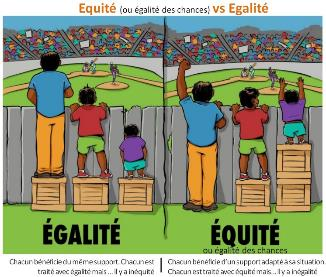 Equité (ou égalité des chances) vs Egalité
ÉGALITÉ
ÉQUITÉ
ou égalité des chances
Chacun bénéficie du même support. Chacun est
traité avec égalité mais ... il y a inéquité
Chacun bénéficie d'un support adapté à sa situation
Chacun est traité avec équité mais ... il y a inégalité